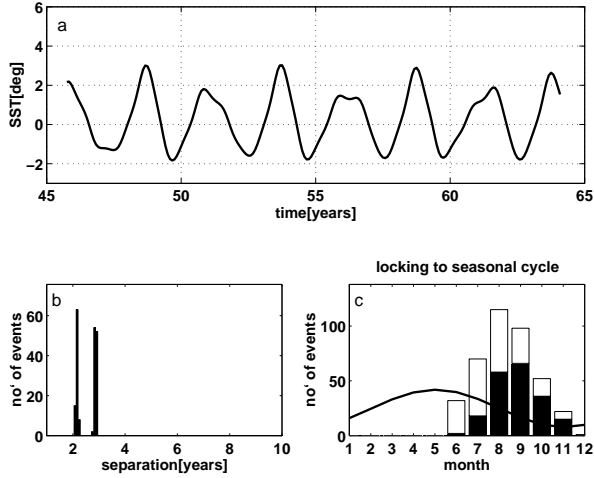 a
6
4
2
0
−2
SST[deg]
45 50 55 60 65
time[years]
b
60
40
20
0
no‘ of events
2 4 6 8 10
separation[years]
locking to seasonal cycle
c
100
50
0
no‘ of events
1 2 3 4 5 6 7 8 9 10 11 12
month